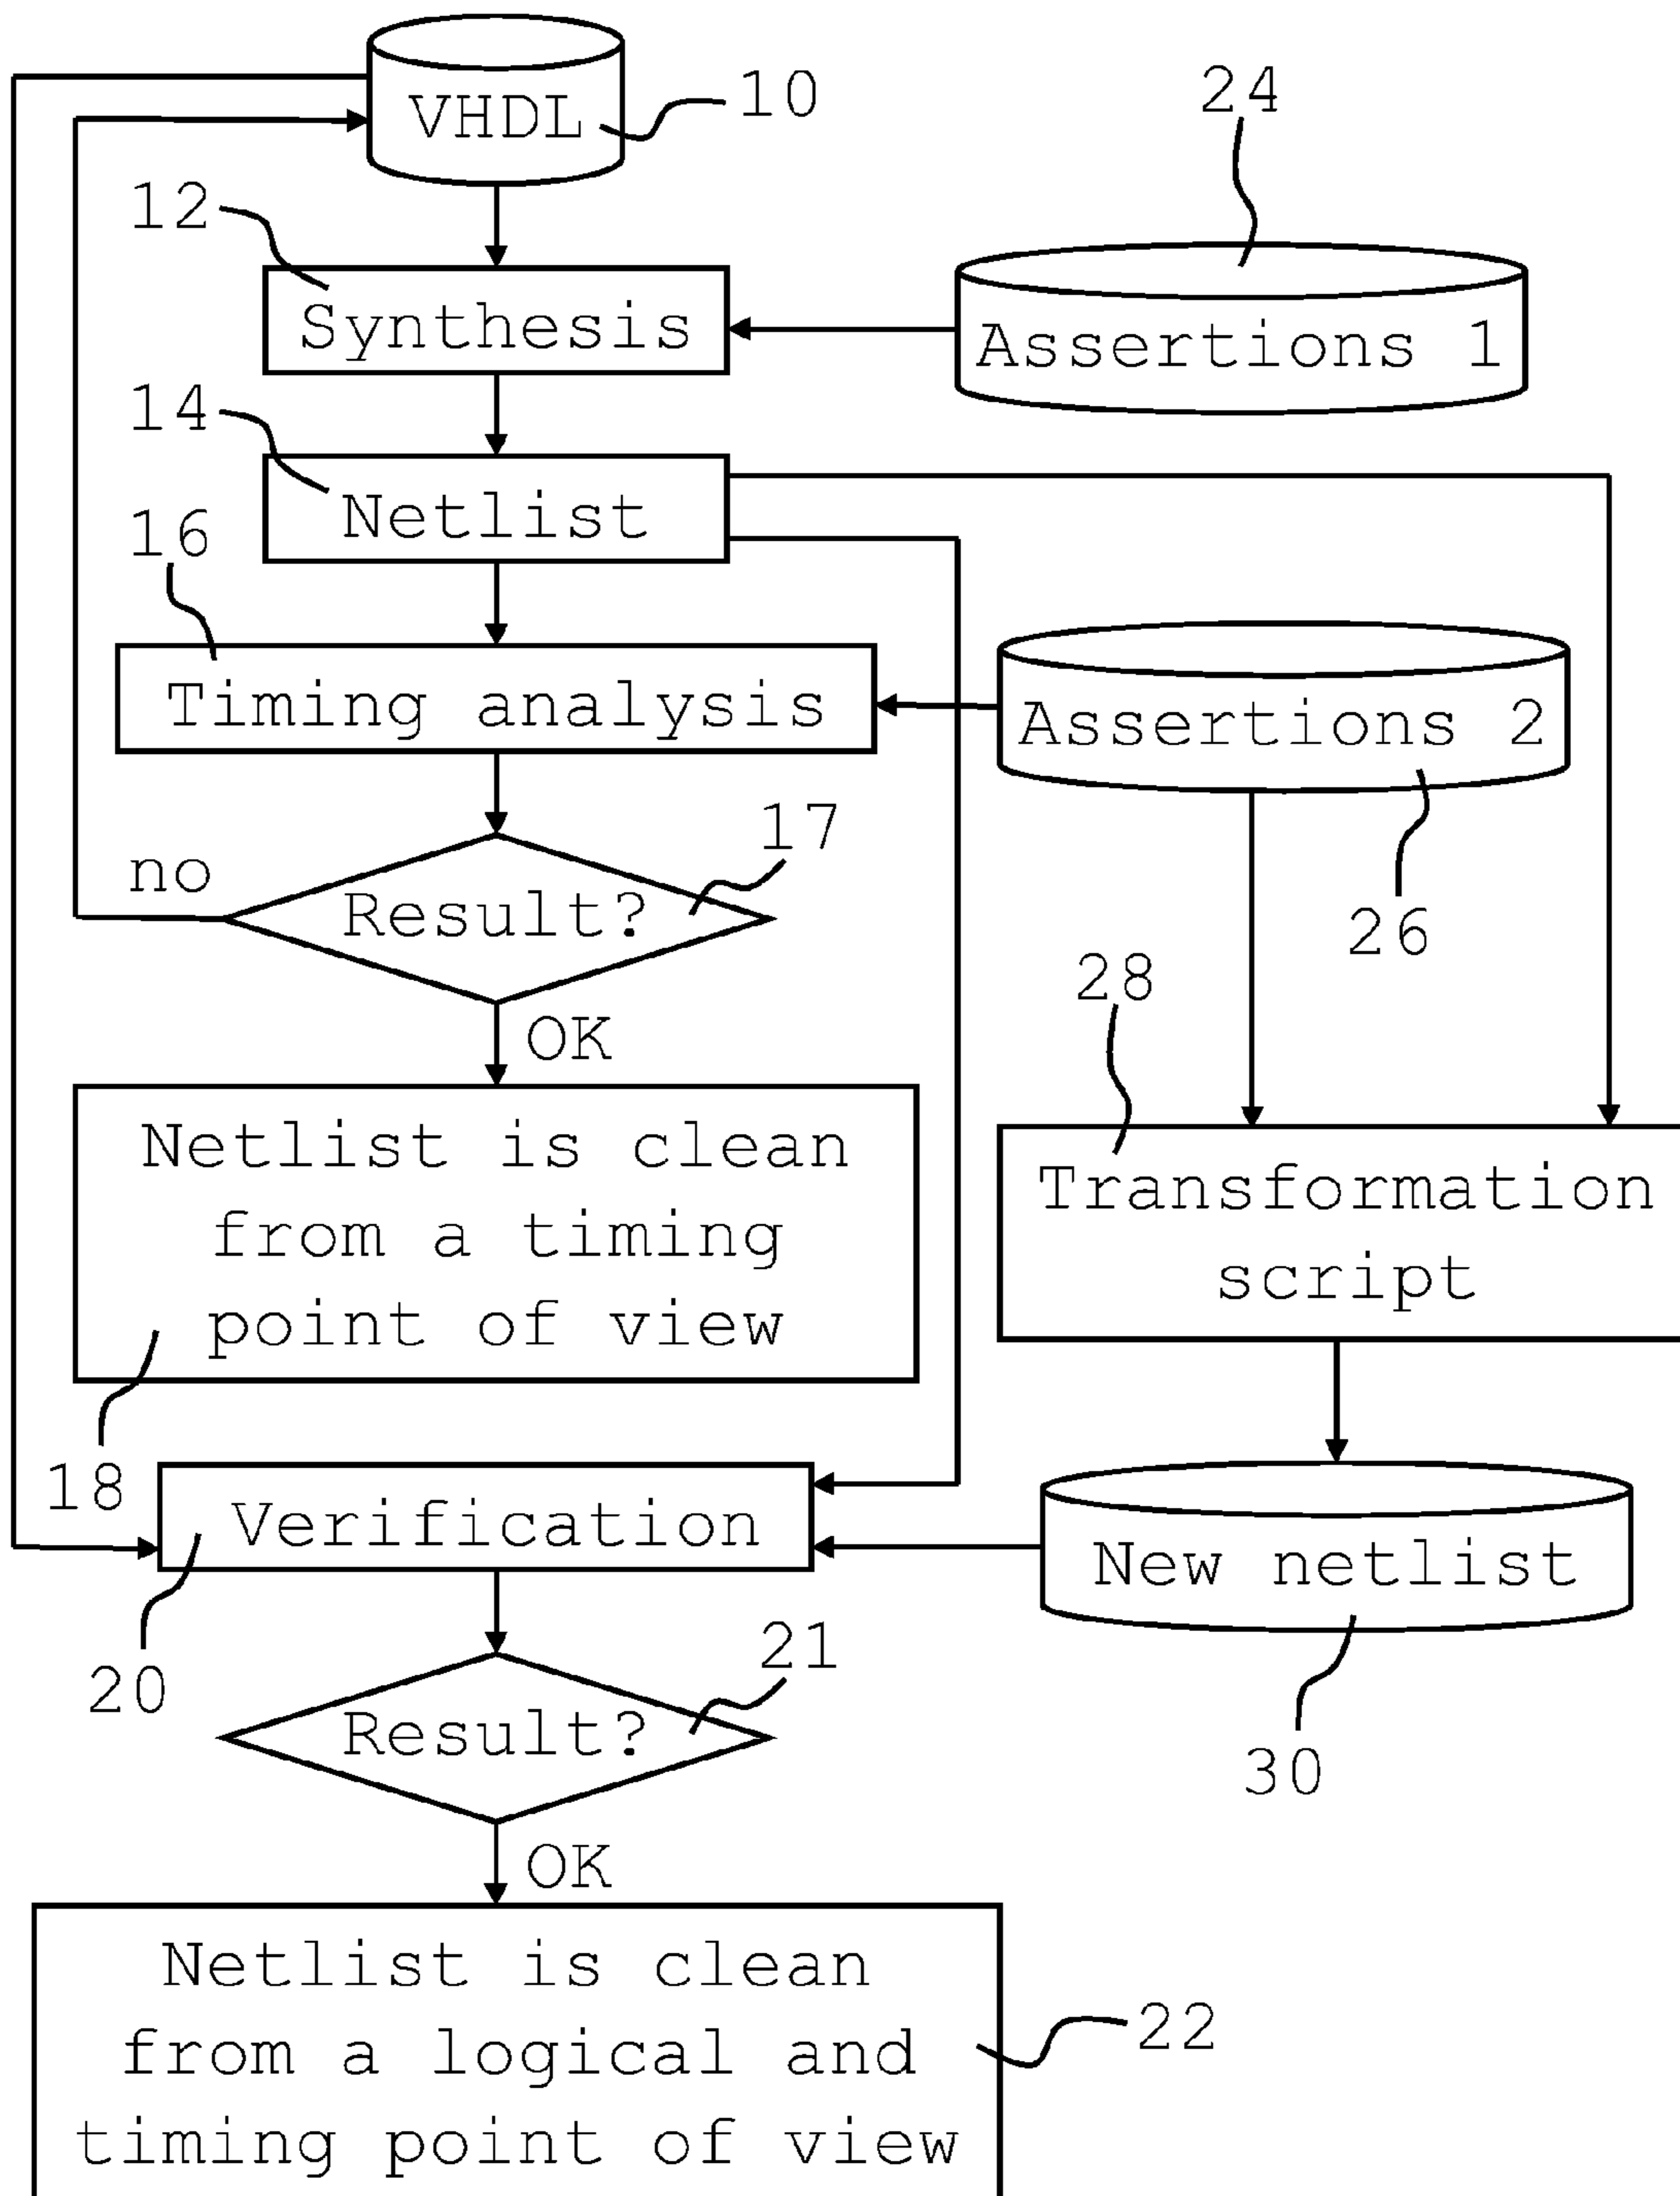 VHDL
10
24
12
Synthesis
Assertions 1
14
Netlist
16
Timing analysis
Assertions 2
17
no
Result?
26
28
OK
Netlist is clean
from a timing
point of view
Transformation
script
18
Verification
New netlist
20
21
Result?
30
OK
Netlist is clean
from a logical and
timing point of view
22